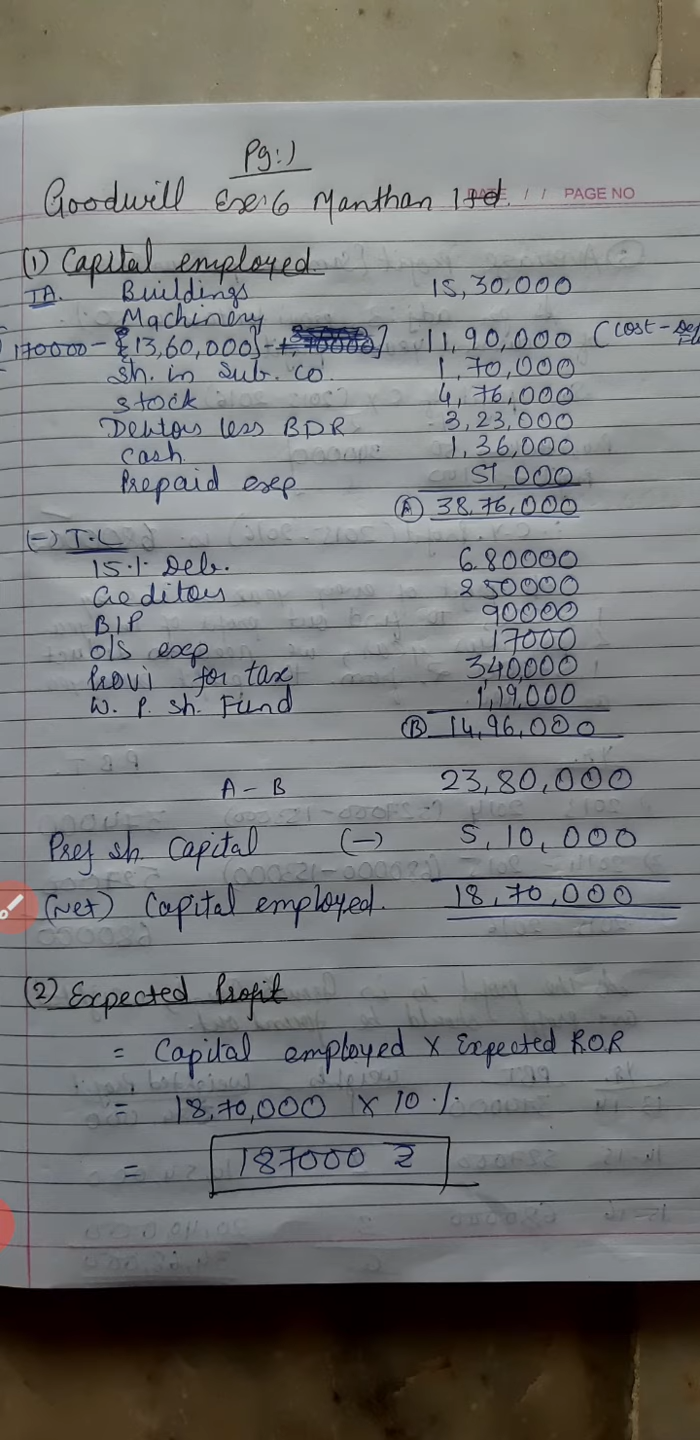 Pg:1
Goodwill Exe:6 Manthan Ltd. / / PAGE NO
(1) Capital employed.
TA. Buildings 15,30,000
Machinery
170000 - {13,60,000} 11,90,000 (Cost - Dep
Sh. in Sub. co. 1,70,000
Stock 4,76,000
Debtors less BDR 3,23,000
Cash. 1,36,000
Prepaid exp 51,000
(A) 38,76,000
(-) T.L
15.1. Deb. 680000
Creditors 250000
B/P 90000
o/s exp 17000
Provi for tax 340,000
W. P. sh. Fund 1,19,000
(B) 14,96,000
A - B 23,80,000
Pref sh. Capital (-) 5,10,000
(Net) Capital employed. 18,70,000
(2) Expected Profit
= Capital employed x Expected ROR
= 18,70,000 x 10 %
= 187000 ₹